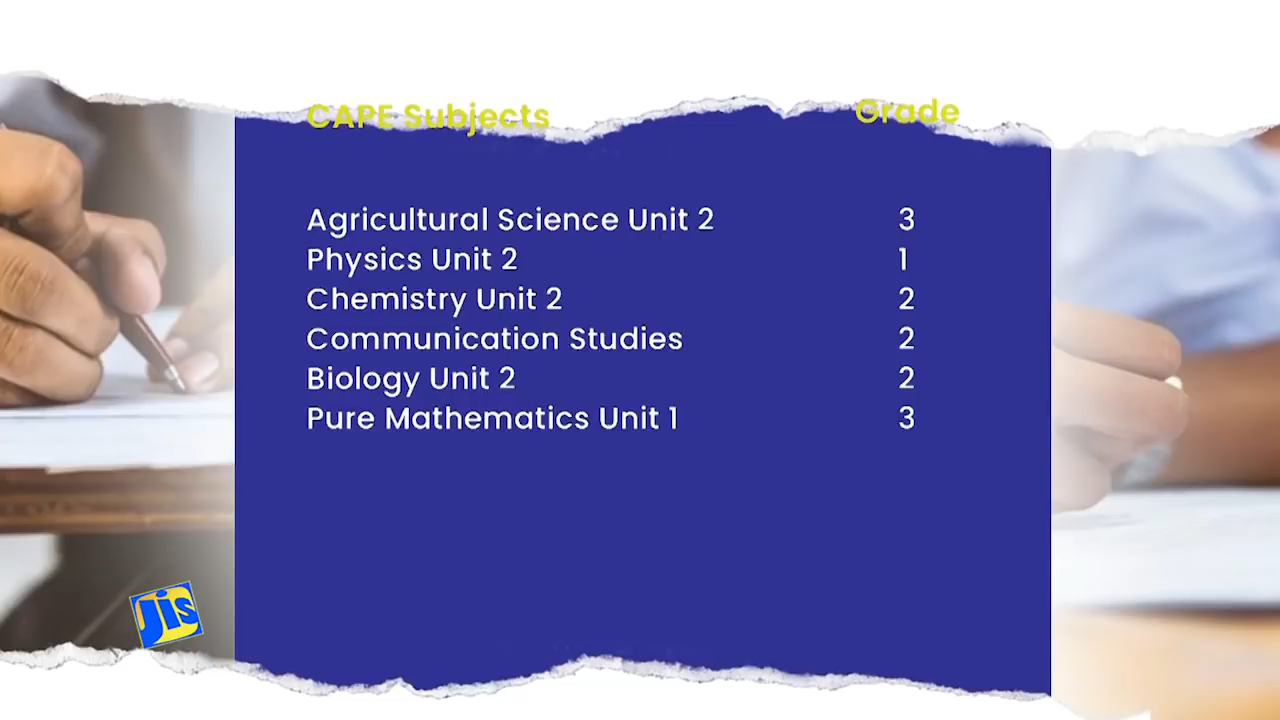 CAPE Subjects Grade
Agricultural Science Unit 2 3
Physics Unit 2 1
Chemistry Unit 2 2
Communication Studies 2
Biology Unit 2 2
Pure Mathematics Unit 1 3
jis